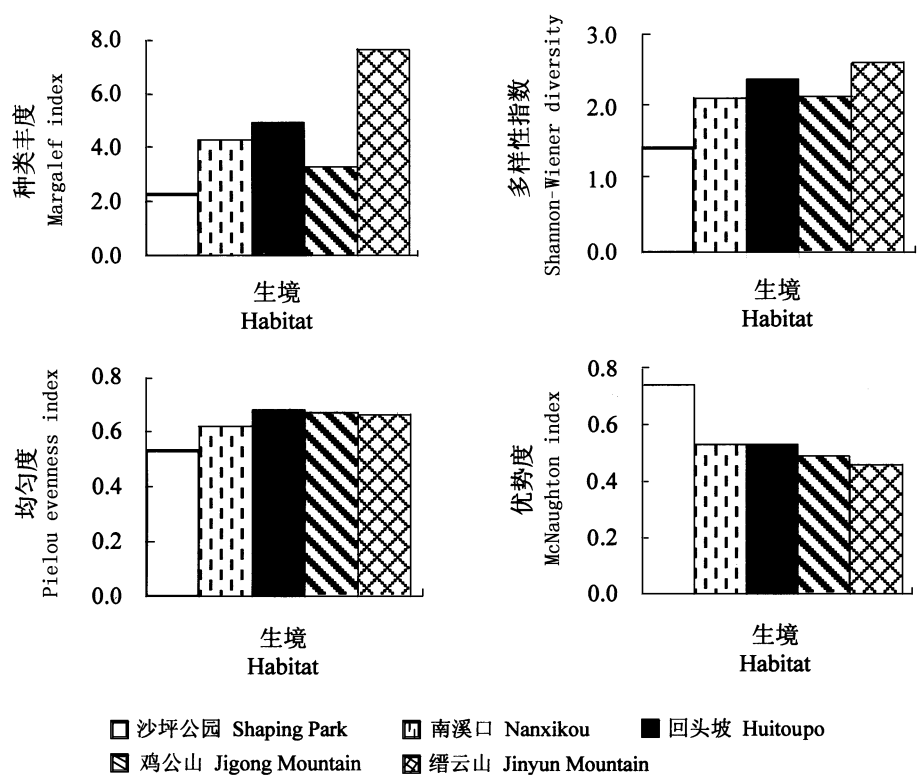 种类丰度
Margalef index
8.0
6.0
4.0
2.0
0.0
生境
Habitat
多样性指数
Shannon-Wiener diversity
3.0
2.0
1.0
0.0
生境
Habitat
均匀度
Pielou evenness index
0.8
0.6
0.4
0.2
0.0
生境
Habitat
优势度
McNaughton index
0.8
0.6
0.4
0.2
0.0
生境
Habitat
沙坪公园 Shaping Park
南溪口 Nanxikou
回头坡 Huitoupo
鸡公山 Jigong Mountain
缙云山 Jinyun Mountain